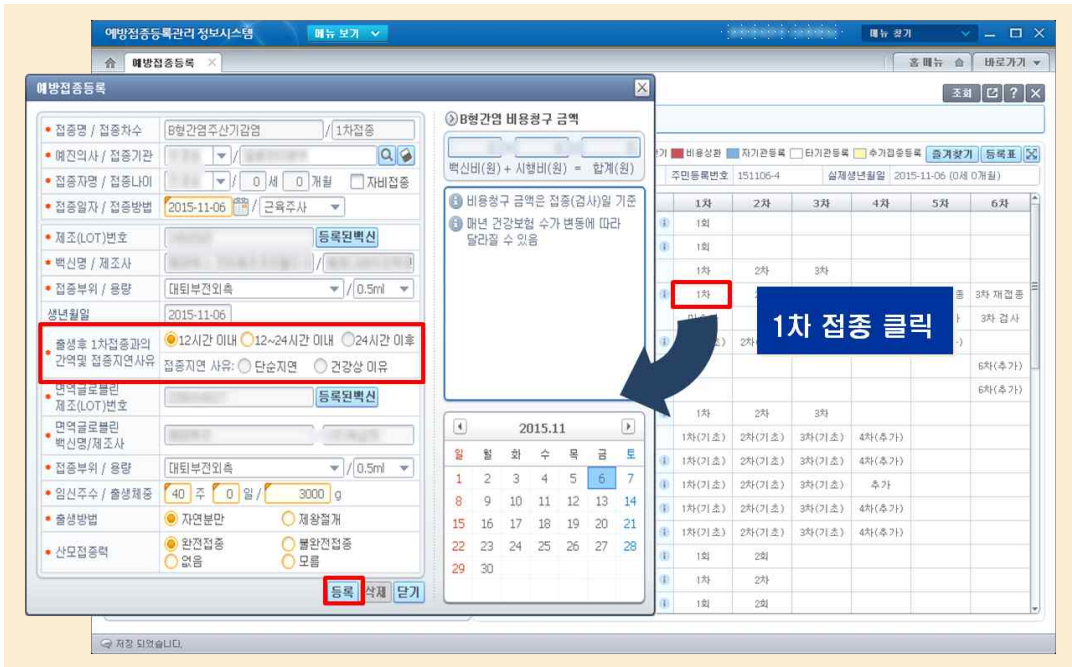 예방접종등록관리 정보시스템
메뉴 보기
메뉴 찾기
예방접종등록
홈 메뉴
바로가기
예방접종등록
조회
접종명 / 접종차수
B형간염주산기감염
/
1차접종
예진의사 / 접종기관
/
접종자명 / 접종나이
/ 0 세 0 개월
자비접종
접종일자 / 접종방법
2015-11-06 / 근육주사
제조(LOT)번호
등록된백신
백신명 / 제조사
/
접종부위 / 용량
대퇴부전외측 / 0.5ml
생년월일
2015-11-06
출생후 1차접종과의
간역및 접종지연사유
12시간 이내 12~24시간 이내 24시간 이후
접종지연 사유: 단순지연 건강상 이유
면역글로블린
제조(LOT)번호
등록된백신
면역글로블린
백신명/제조사
접종부위 / 용량
대퇴부전외측 / 0.5ml
임신주수 / 출생체중
40 주 0 일 / 3000 g
출생방법
자연분만 제왕절개
산모접종력
완전접종 불완전접종
없음 모름
등록 삭제 닫기
B형간염 비용청구 금액
백신비(원) + 시행비(원) = 합계(원)
비용청구 금액은 접종(검사)일 기준
매년 건강보험 수가 변동에 따라
달라질 수 있음
2015.11
일 월 화 수 목 금 토
1 2 3 4 5 6 7
8 9 10 11 12 13 14
15 16 17 18 19 20 21
22 23 24 25 26 27 28
29 30
비용상환 자기관등록 타기관등록 추가접종등록 즐겨찾기 등록표
주민등록번호 151106-4 실제생년월일 2015-11-06 (0세 0개월)
1차 2차 3차 4차 5차 6차
1회
1회
1차 2차 3차
1차 3차 재접종
3차 검사
1차 접종 클릭
6차(추가)
6차(추가)
1차 2차 3차
1차(기초) 2차(기초) 3차(기초) 4차(추가)
1차(기초) 2차(기초) 3차(기초) 4차(추가)
1차(기초) 2차(기초) 3차(기초) 추가
1차(기초) 2차(기초) 3차(기초) 4차(추가)
1차(기초) 2차(기초) 3차(기초) 4차(추가)
1회 2회
1차 2차
1회 2회
저장 되었습니다.